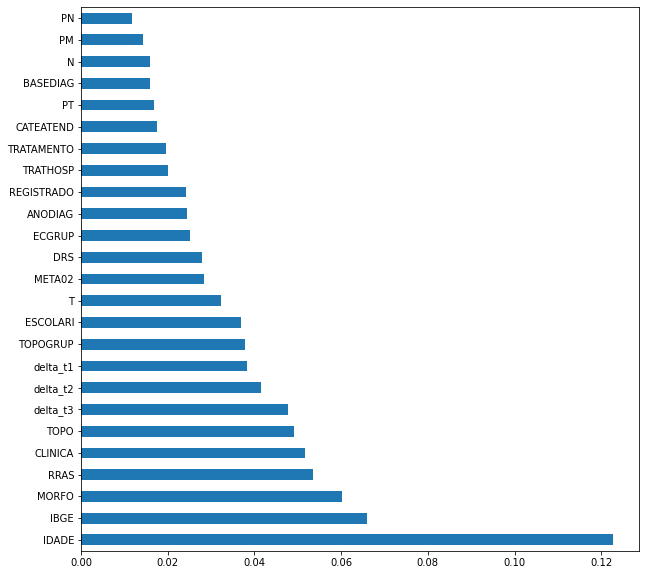 PN
PM
N
BASEDIAG
PT
CATEATEND
TRATAMENTO
TRATHOSP
REGISTRADO
ANODIAG
ECGRUP
DRS
META02
T
ESCOLARI
TOPOGRUP
delta_t1
delta_t2
delta_t3
TOPO
CLINICA
RRAS
MORFO
IBGE
IDADE
0.00 0.02 0.04 0.06 0.08 0.10 0.12